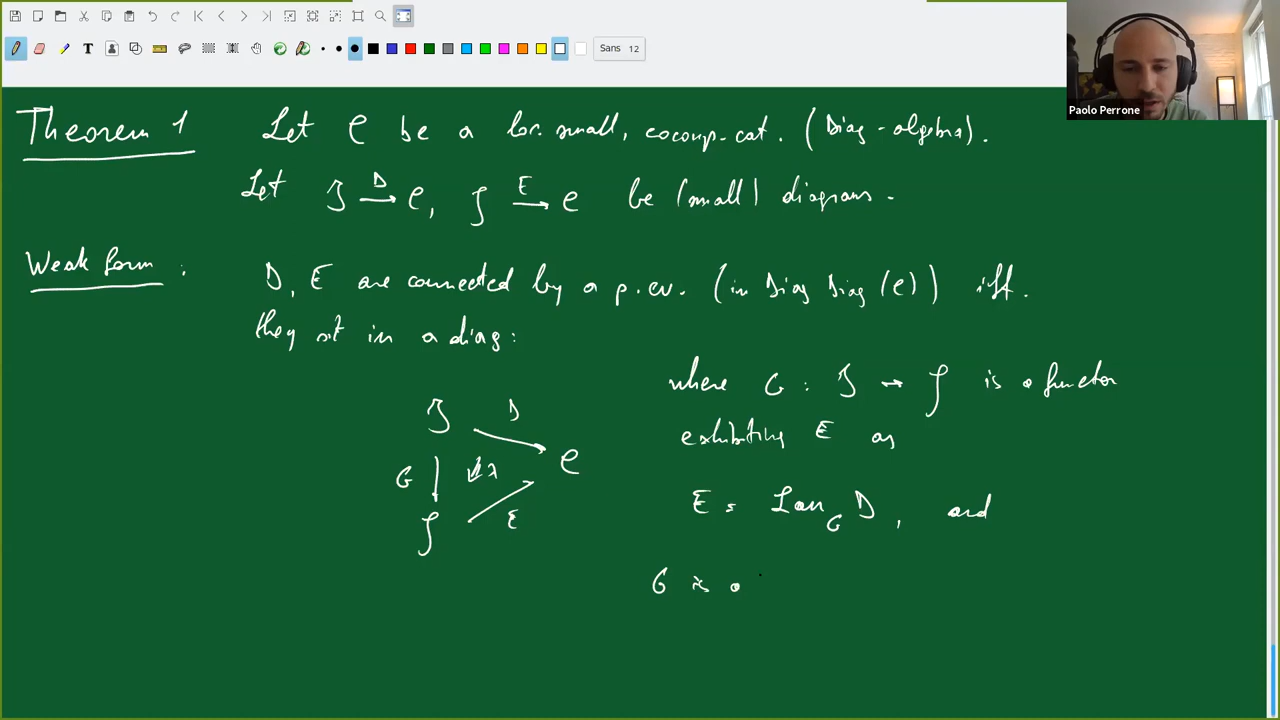 Sans 12
Paolo Perrone
Theorem 1 Let C be a loc. small, cocomp. cat. (Diag-algebra).
Let J D→ C, J E→ C be (small) diagrams.
Weak form: D, E are connected by a p. ev. (in Diag Diag (C)) iff.
they sit in a diag:
J D C G λ J E
where G : J → J is a functor
exhibiting E as
E = Lan_G D, and
G is a